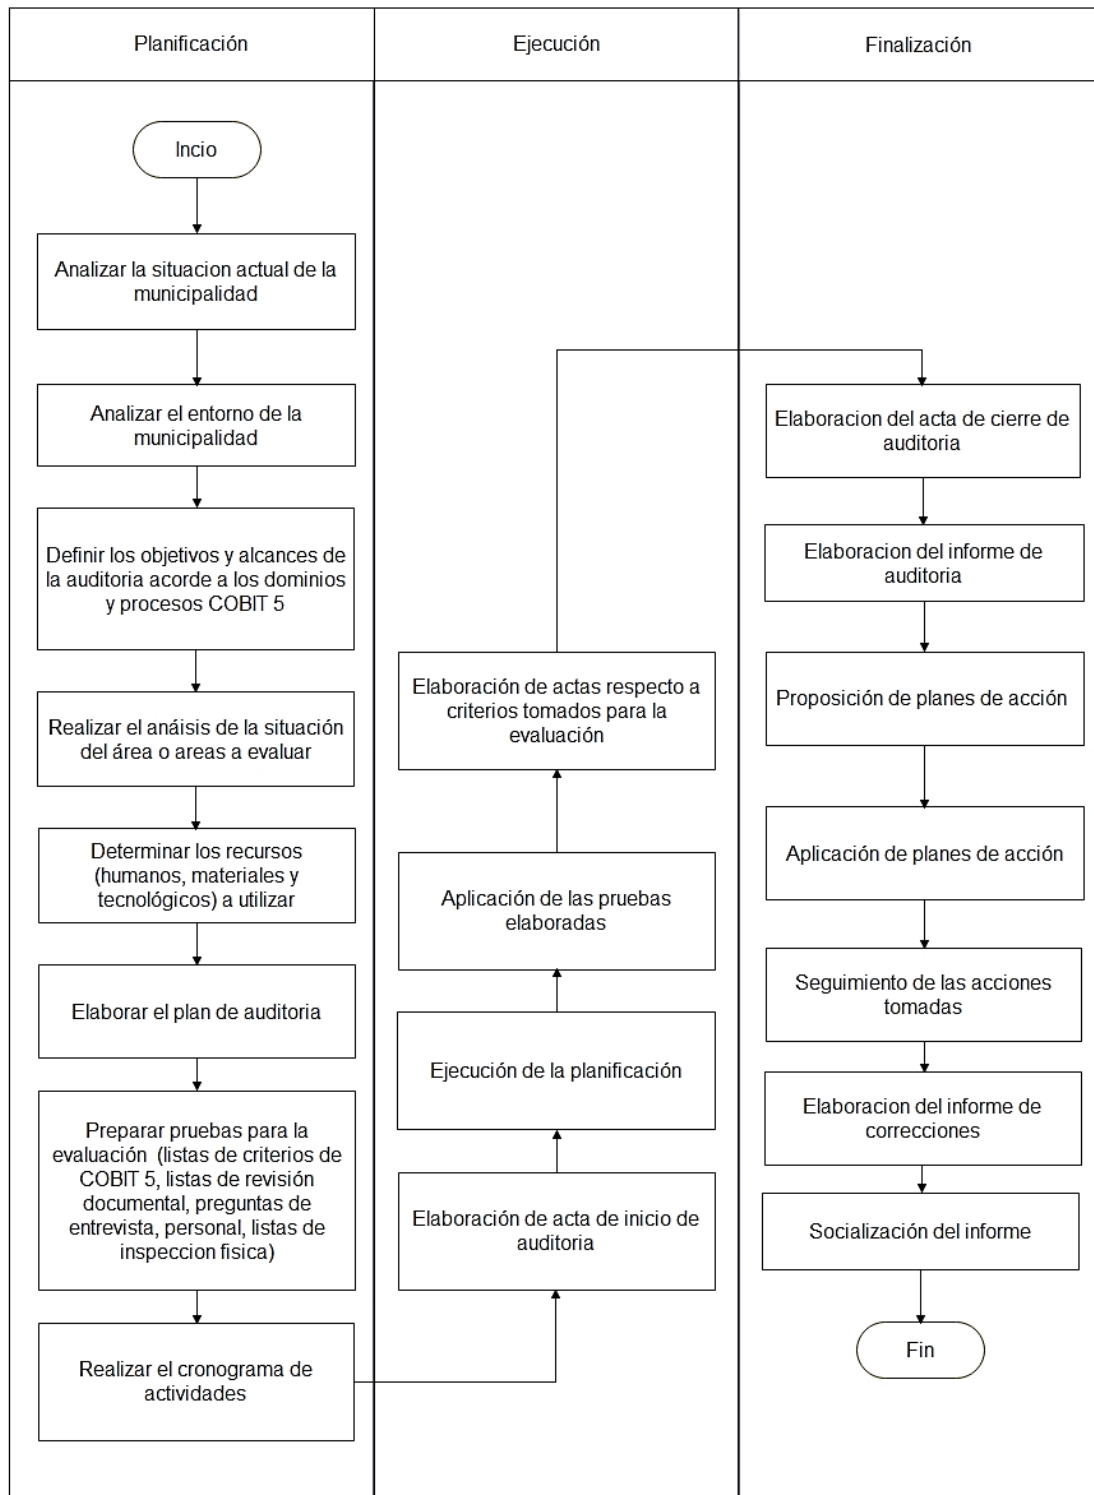 Planificación
Ejecución
Finalización
Incio
Analizar la situacion actual de la
municipalidad
Analizar el entorno de la
municipalidad
Definir los objetivos y alcances de
la auditoria acorde a los dominios
y procesos COBIT 5
Realizar el anáisis de la situación
del área o areas a evaluar
Determinar los recursos
(humanos, materiales y
tecnológicos) a utilizar
Elaborar el plan de auditoria
Preparar pruebas para la
evaluación (listas de criterios de
COBIT 5, listas de revisión
documental, preguntas de
entrevista, personal, listas de
inspeccion fisica)
Realizar el cronograma de
actividades
Elaboración de acta de inicio de
auditoria
Ejecución de la planificación
Aplicación de las pruebas
elaboradas
Elaboración de actas respecto a
criterios tomados para la
evaluación
Elaboracion del acta de cierre de
auditoria
Elaboracion del informe de
auditoria
Proposición de planes de acción
Aplicación de planes de acción
Seguimiento de las acciones
tomadas
Elaboracion del informe de
correcciones
Socialización del informe
Fin